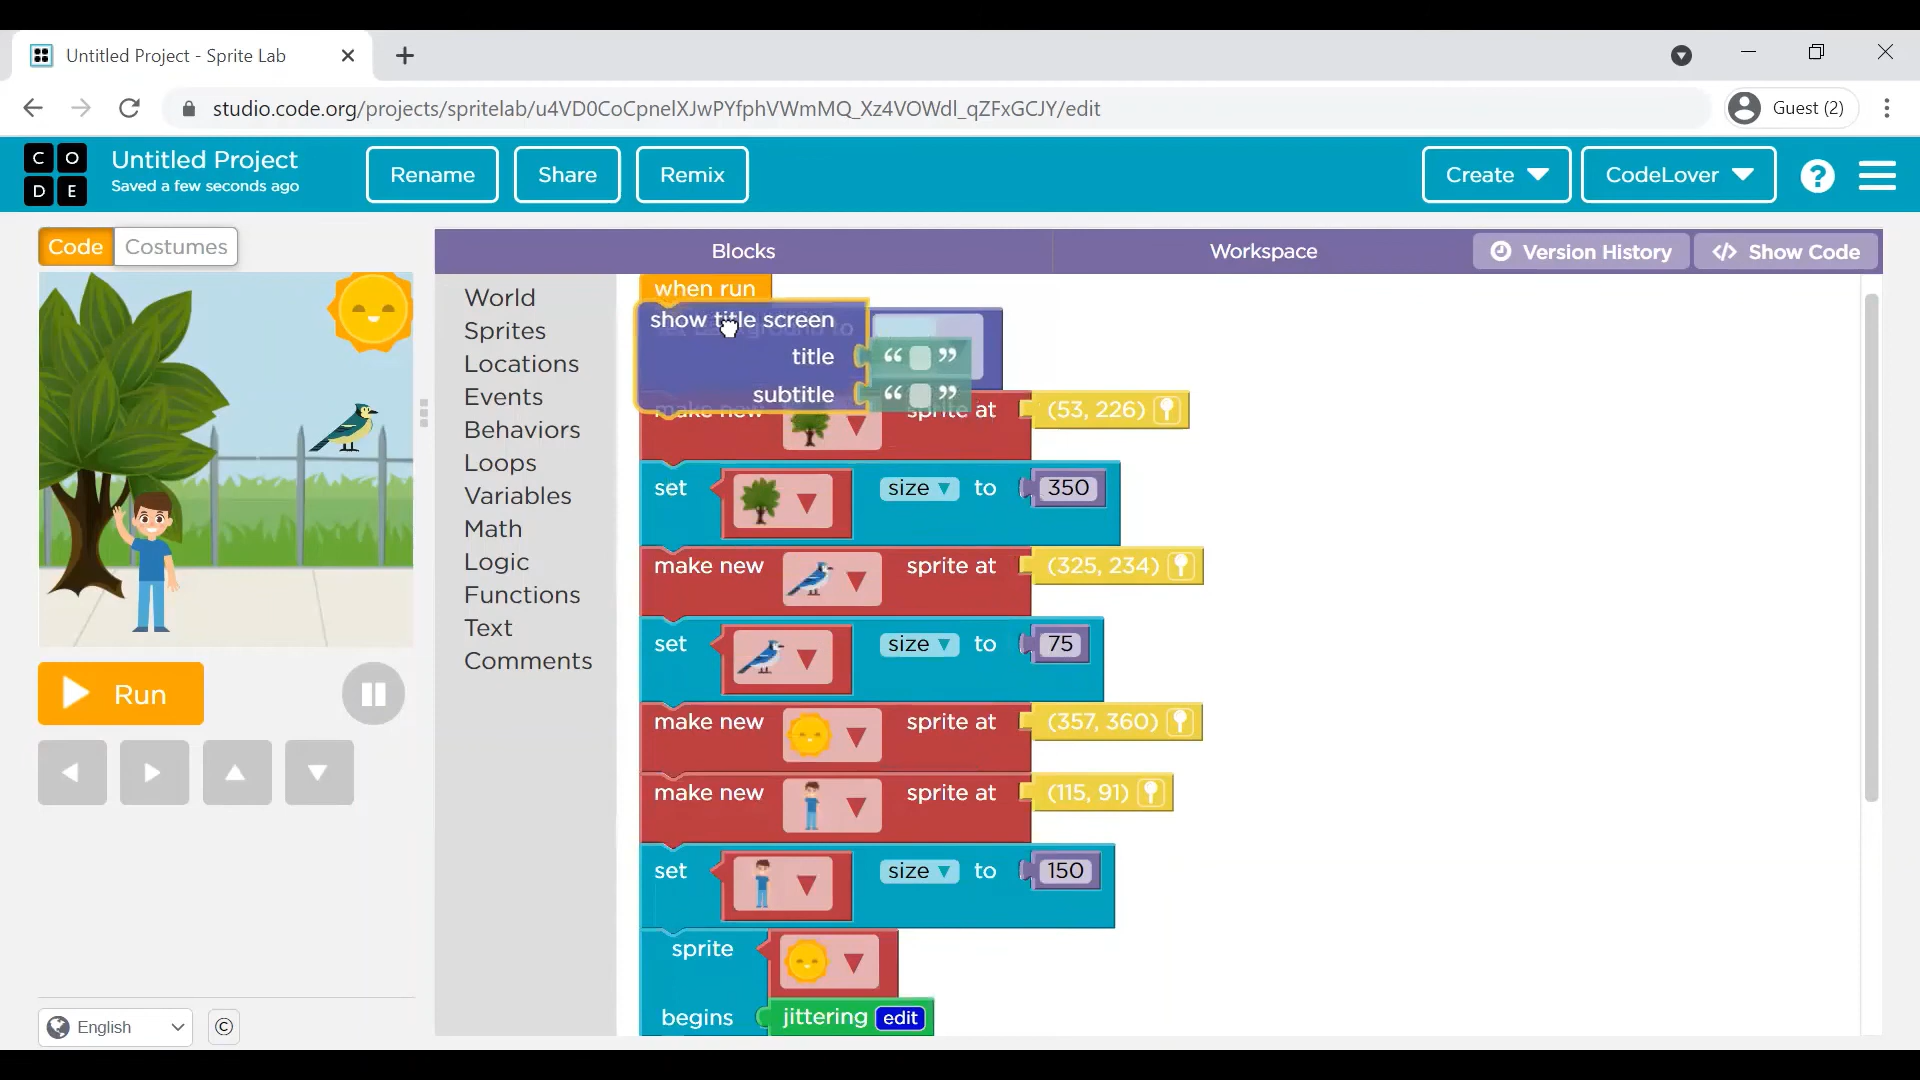 Untitled Project - Sprite Lab
studio.code.org/projects/spritelab/u4VD0CoCpnelXJwPYfphVWmMQ_Xz4VOWdl_qZFxGCJY/edit
Guest (2)
C O
D E
Untitled Project
Saved a few seconds ago
Rename
Share
Remix
Create
CodeLover
?
Code
Costumes
Blocks
Workspace
Version History
</> Show Code
World
Sprites
Locations
Events
Behaviors
Loops
Variables
Math
Logic
Functions
Text
Comments
when run
show title screen
title “ ”
subtitle “ ”
make new sprite at (53, 226)
set size to 350
make new sprite at (325, 234)
set size to 75
make new sprite at (357, 360)
make new sprite at (115, 91)
set size to 150
sprite
begins jittering edit
Run
English
©